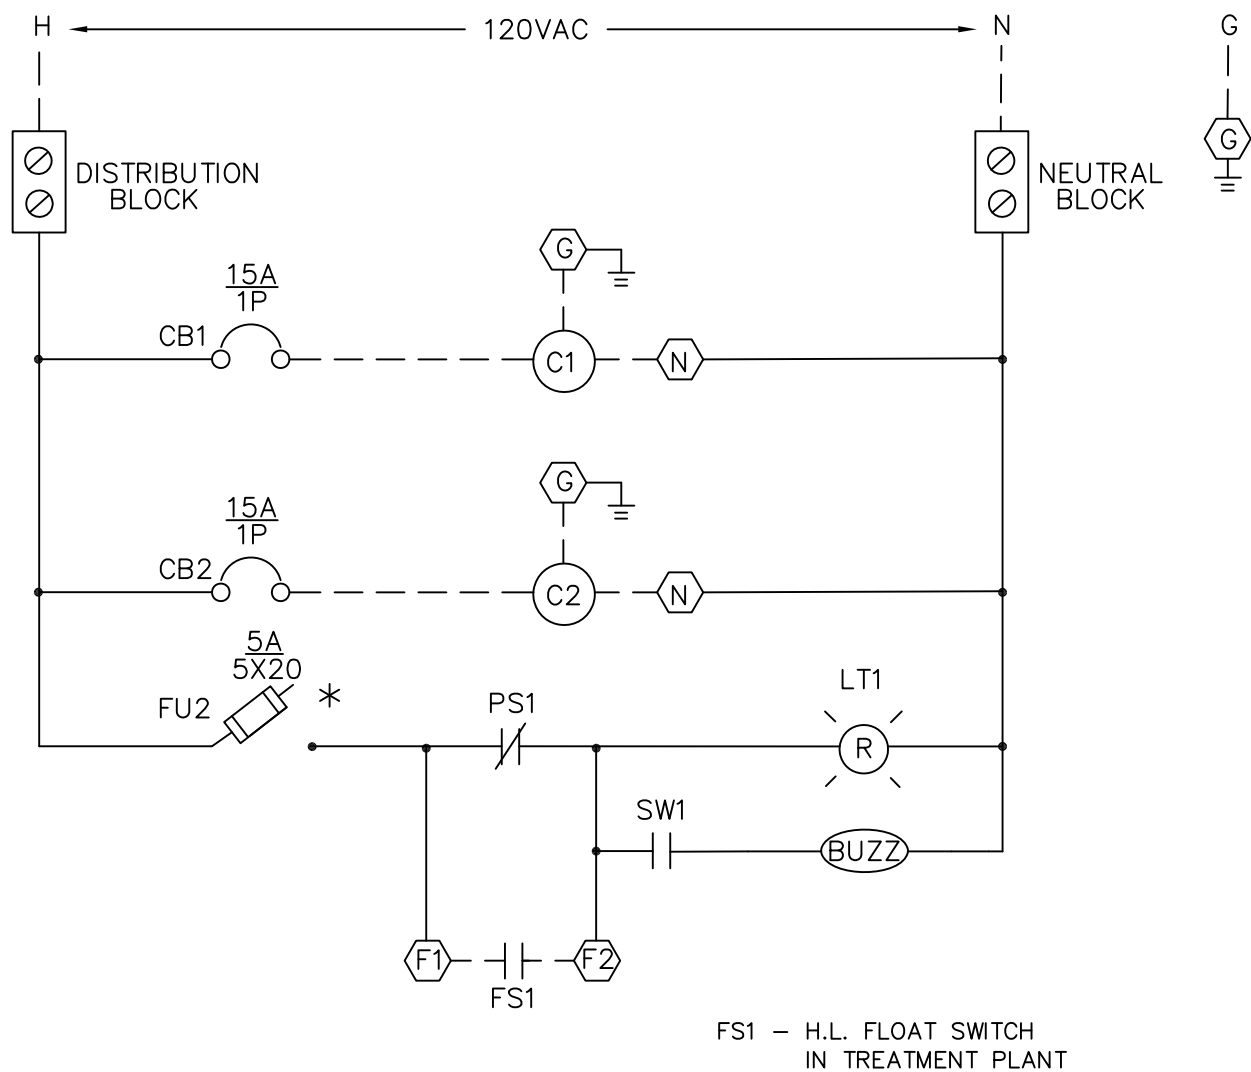 H 120VAC N G
G
DISTRIBUTION
BLOCK
NEUTRAL
BLOCK
G
15A
1P
CB1
C1 N
G
15A
1P
CB2
C2 N
5A
5X20
FU2 *
PS1
LT1
R
SW1
BUZZ
F1 F2
FS1
FS1 – H.L. FLOAT SWITCH
IN TREATMENT PLANT